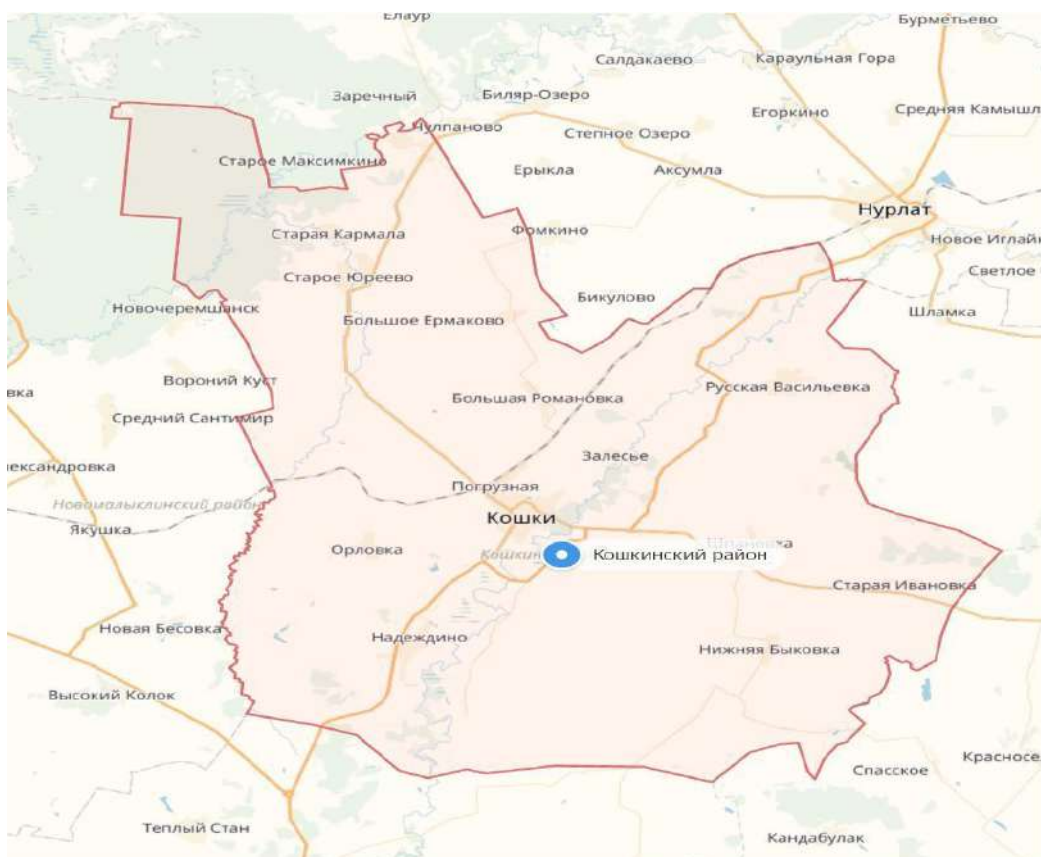 Елаур
Бурметьево
Салдакаево
Караульная Гора
Заречный
Биляр-Озеро
Егоркино
Средняя Камышл
Чулпаново
Степное Озеро
Старое Максимкино
Ерыкла
Аксумла
Нурлат
Старая Кармала
Фомкино
Новое Иглай
Старое Юреево
Светлое
Бикулово
Новочеремшанск
Большое Ермаково
Шламка
Вороний Куст
Русская Васильевка
вка
Большая Романовка
Средний Сантимир
Залесье
лександровка
Погрузная
Новомалыклинский район
Кошки
Якушка
Орловка
Шпановка
Кошкин
Кошкинский район
Старая Ивановка
Новая Бесовка
Надеждино
Нижняя Быковка
Высокий Колок
Красносе
Спасское
Теплый Стан
Кандабулак